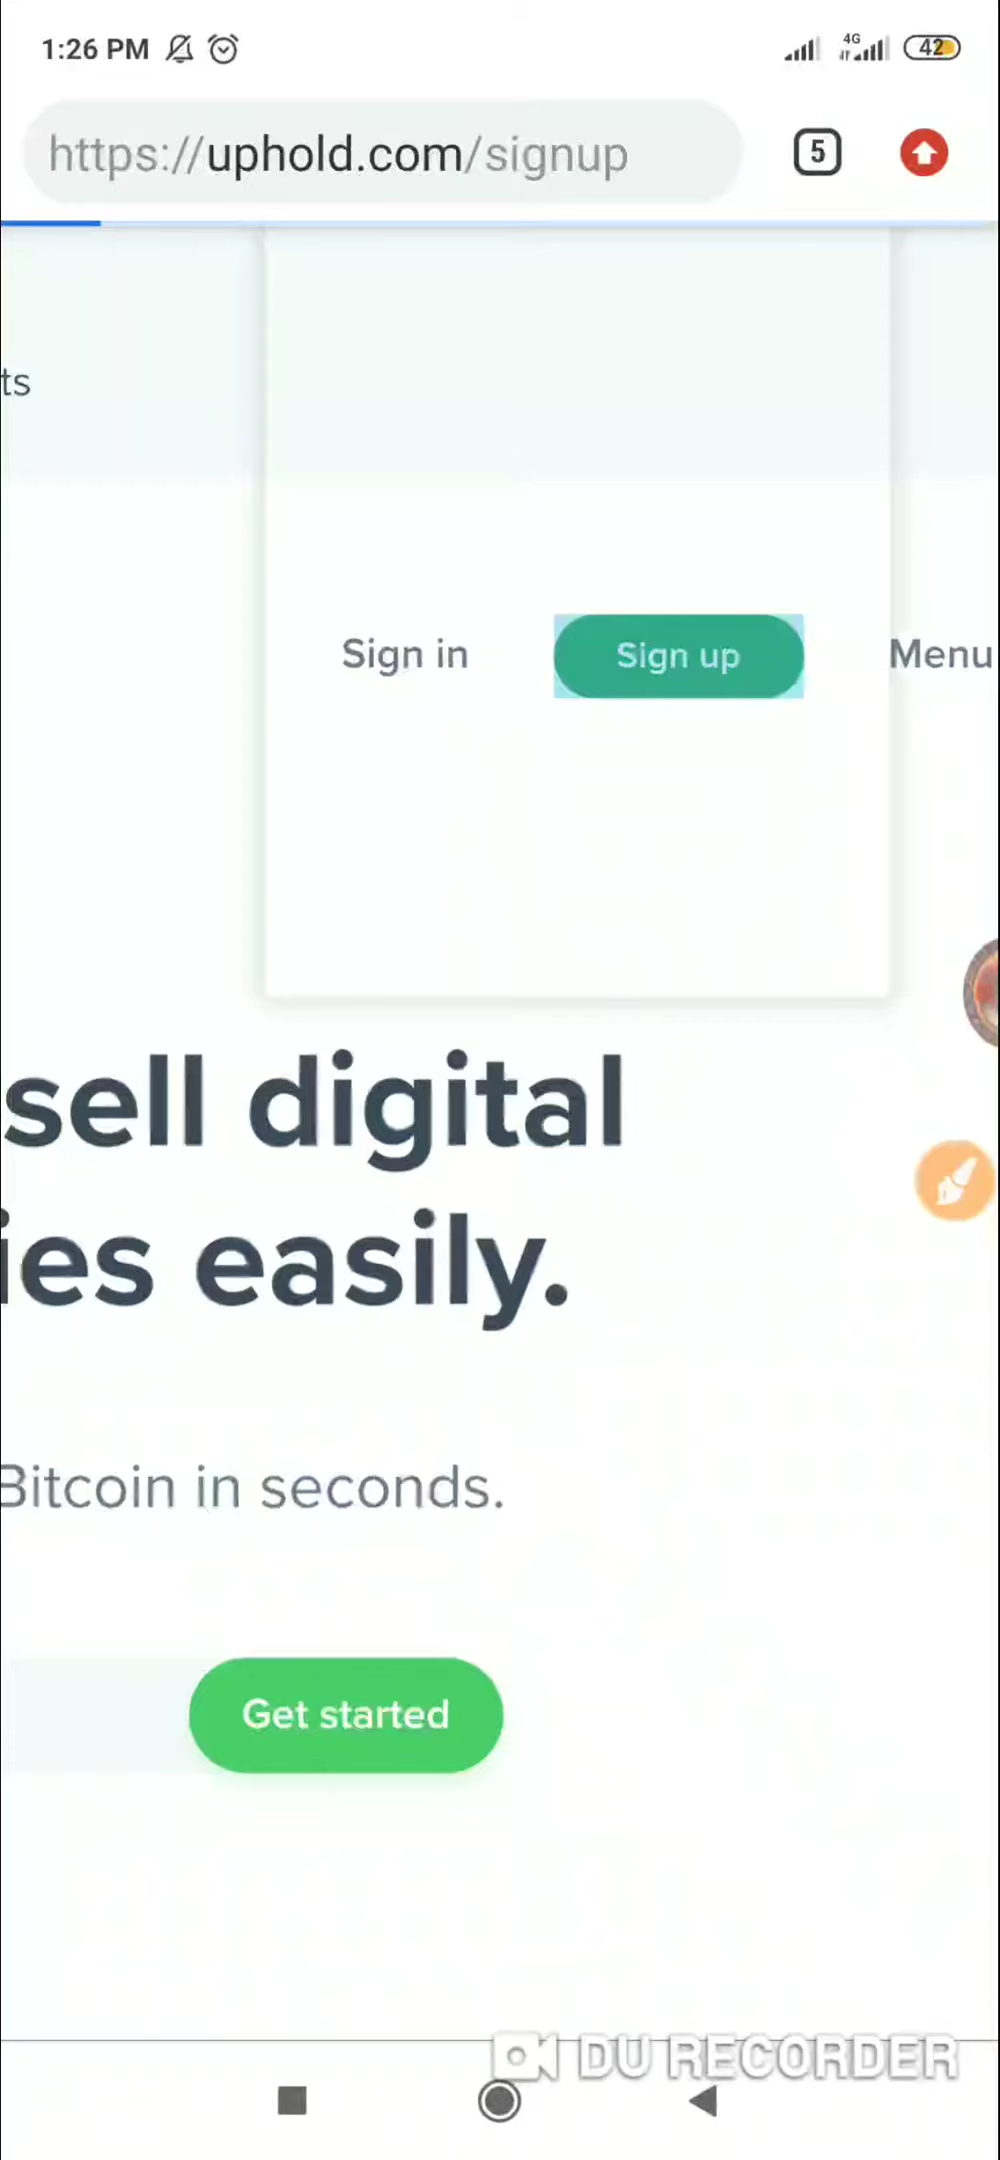 1:26 PM
4G
42
https://uphold.com/signup
5
ts
Sign in
Sign up
Menu
sell digital
ies easily.
Bitcoin in seconds.
Get started
DU RECORDER